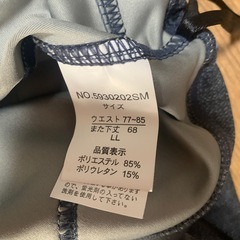 NO.5930202SM
サイズ
ウエスト 77-85
また下丈 68
LL
品質表示
ポリエステル 85%
ポリウレタン 15%